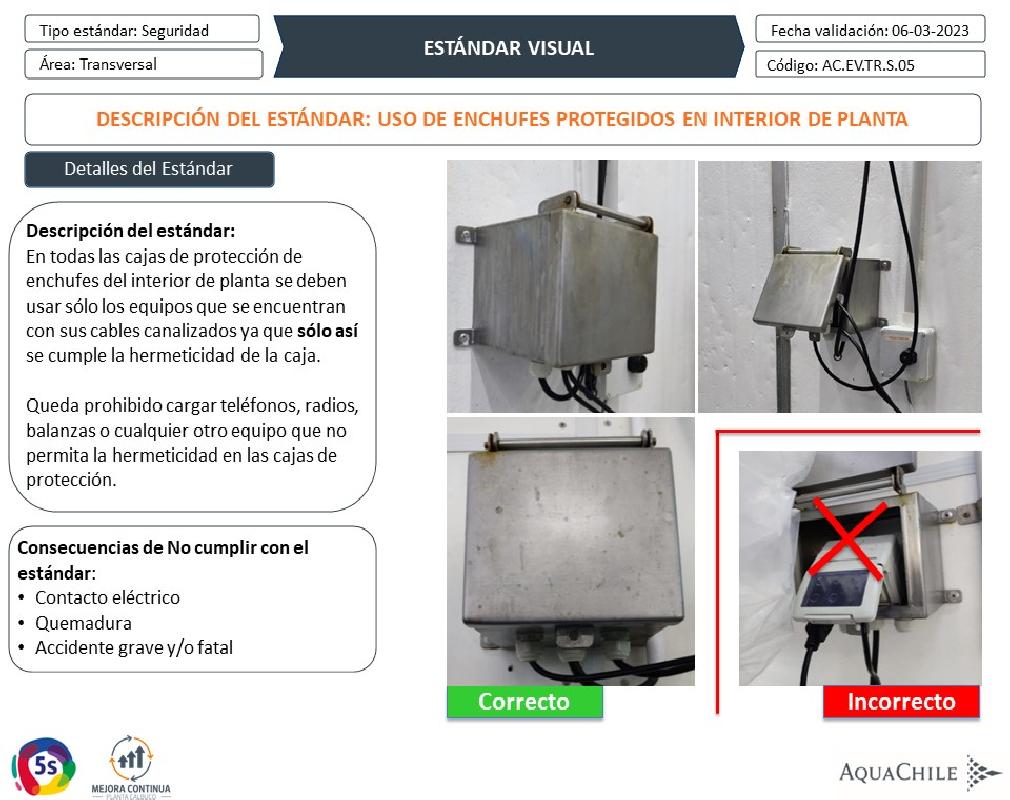 Tipo estándar: Seguridad
Área: Transversal
ESTÁNDAR VISUAL
Fecha validación: 06-03-2023
Código: AC.EV.TR.S.05
DESCRIPCIÓN DEL ESTÁNDAR: USO DE ENCHUFES PROTEGIDOS EN INTERIOR DE PLANTA
Detalles del Estándar
Descripción del estándar:
En todas las cajas de protección de
enchufes del interior de planta se deben
usar sólo los equipos que se encuentran
con sus cables canalizados ya que sólo así
se cumple la hermeticidad de la caja.
Queda prohibido cargar teléfonos, radios,
balanzas o cualquier otro equipo que no
permita la hermeticidad en las cajas de
protección.
Consecuencias de No cumplir con el
estándar:
• Contacto eléctrico
• Quemadura
• Accidente grave y/o fatal
Correcto
Incorrecto
5s
MEJORA CONTINUA
PLANTA CALBUCO
AQUACHILE